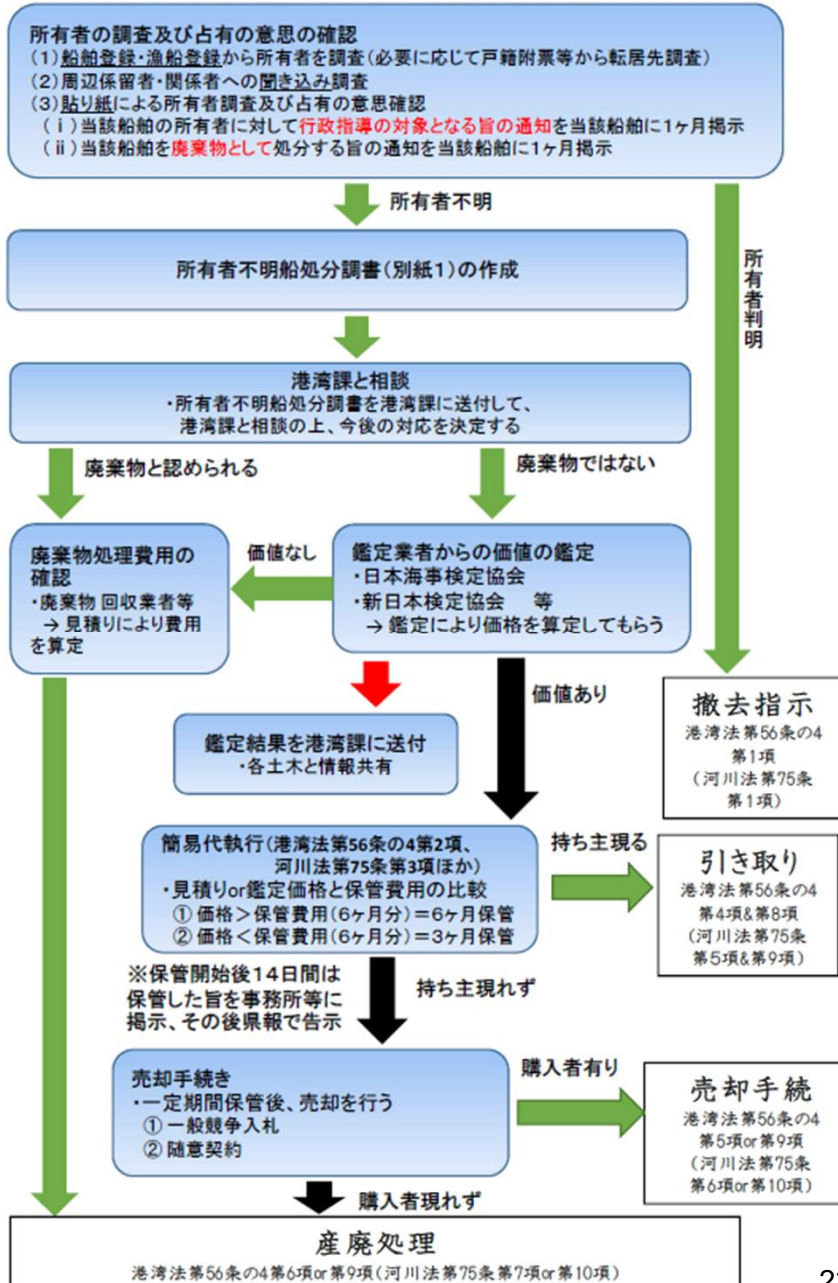 所有者の調査及び占有の意思の確認
(1)船舶登録・漁船登録から所有者を調査(必要に応じて戸籍附票等から転居先調査)
(2)周辺係留者・関係者への聞き込み調査
(3)貼り紙による所有者調査及び占有の意思確認
(ⅰ)当該船舶の所有者に対して行政指導の対象となる旨の通知を当該船舶に1ヶ月掲示
(ⅱ)当該船舶を廃棄物として処分する旨の通知を当該船舶に1ヶ月掲示
所有者不明
所有者判明
所有者不明船処分調書(別紙1)の作成
港湾課と相談
・所有者不明船処分調書を港湾課に送付して、
港湾課と相談の上、今後の対応を決定する
廃棄物と認められる
廃棄物ではない
廃棄物処理費用の
確認
・廃棄物 回収業者等
→ 見積りにより費用
を算定
価値なし
鑑定業者からの価値の鑑定
・日本海事検定協会
・新日本検定協会 等
→ 鑑定により価格を算定してもらう
価値あり
撤去指示
港湾法第56条の4
第1項
(河川法第75条
第1項)
鑑定結果を港湾課に送付
・各土木と情報共有
簡易代執行(港湾法第56条の4第2項、
河川法第75条第3項ほか)
・見積りor鑑定価格と保管費用の比較
① 価格>保管費用(6ヶ月分)=6ヶ月保管
② 価格<保管費用(6ヶ月分)=3ヶ月保管
持ち主現る
引き取り
港湾法第56条の4
第4項&第8項
(河川法第75条
第5項&第9項)
※保管開始後14日間は
保管した旨を事務所等に
掲示、その後県報で告示
持ち主現れず
売却手続き
・一定期間保管後、売却を行う
① 一般競争入札
② 随意契約
購入者有り
売却手続
港湾法第56条の4
第5項or第9項
(河川法第75条
第6項or第10項)
購入者現れず
産廃処理
港湾法第56条の4第6項or第9項(河川法第75条第7項or第10項)